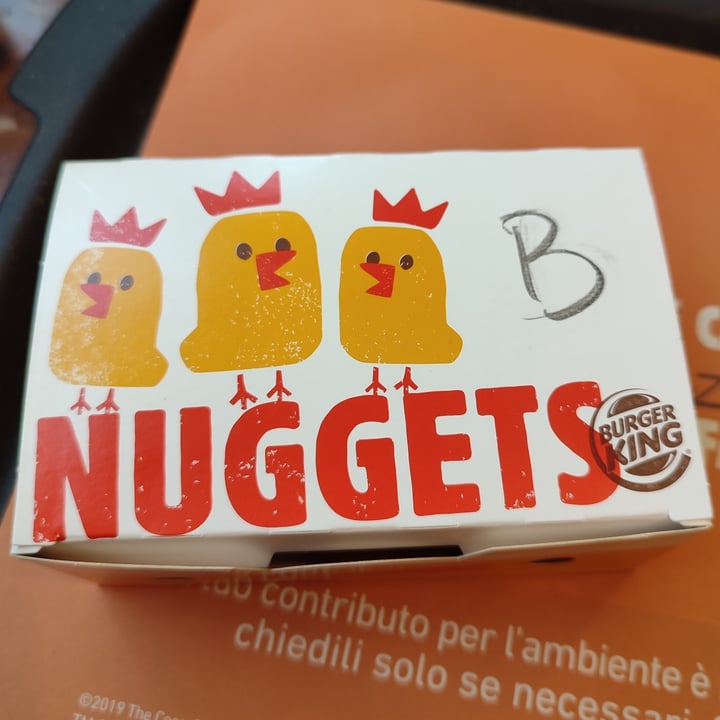 B
NUGGETS
BURGER
KING
contributo per l'ambiente è
chiedili solo se necessari
©2019 The